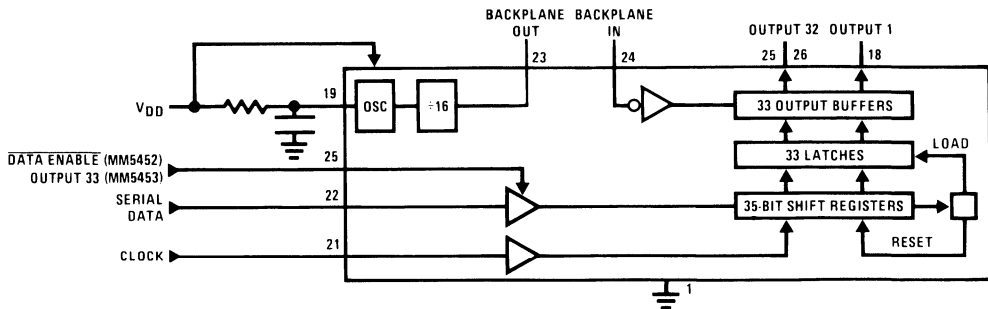 BACKPLANE OUT
BACKPLANE IN
OUTPUT 32
OUTPUT 1
23
24
25
26
18
VDD
19
OSC
÷16
33 OUTPUT BUFFERS
DATA ENABLE (MM5452)
OUTPUT 33 (MM5453)
25
33 LATCHES
LOAD
SERIAL DATA
22
35-BIT SHIFT REGISTERS
CLOCK
21
RESET
1